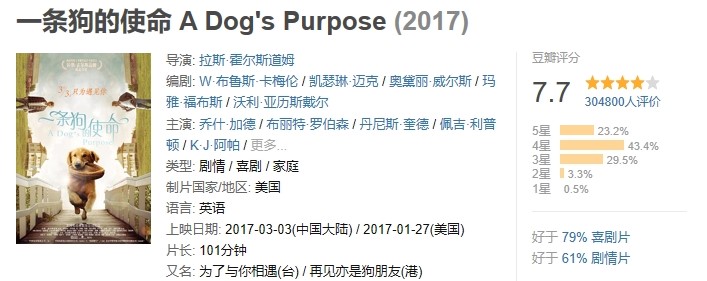 一条狗的使命 A Dog's Purpose (2017)
3.3,只为遇见你
一条狗的使命
A Dog's Purpose
导演: 拉斯·霍尔斯道姆
编剧: W·布鲁斯·卡梅伦 / 凯瑟琳·迈克 / 奥黛丽·威尔斯 / 玛
雅·福布斯 / 沃利·亚历斯戴尔
主演: 乔什·加德 / 布丽特·罗伯森 / 丹尼斯·奎德 / 佩吉·利普
顿 / K·J·阿帕 / 更多...
类型: 剧情 / 喜剧 / 家庭
制片国家/地区: 美国
语言: 英语
上映日期: 2017-03-03(中国大陆) / 2017-01-27(美国)
片长: 101分钟
又名: 为了与你相遇(台) / 再见亦是狗朋友(港)
豆瓣评分
7.7
304800人评价
5星 23.2%
4星 43.4%
3星 29.5%
2星 3.3%
1星 0.5%
好于 79% 喜剧片
好于 61% 剧情片